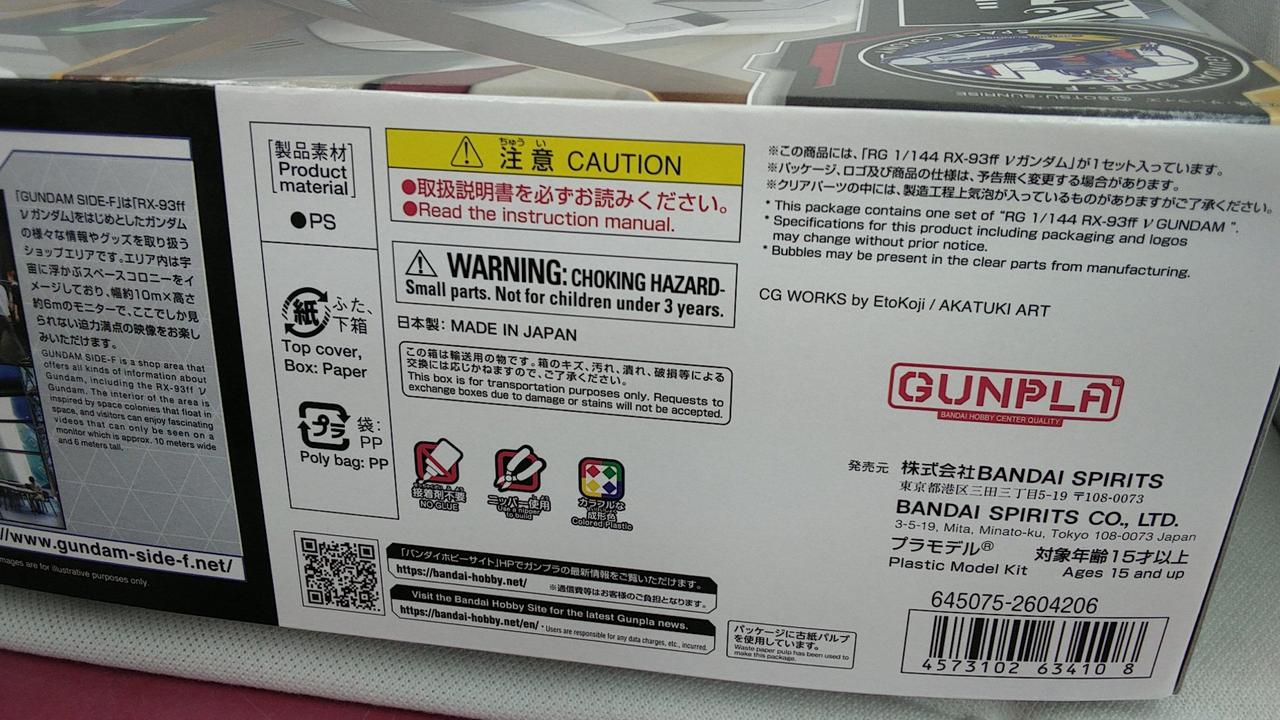 GUNDAM SIDE-F
SPACE COLONY
©SOTSU・SUNRISE
「GUNDAM SIDE-F」は「RX-93ff
νガンダム」をはじめとしたガンダム
の様々な情報やグッズを取り扱う
ショップエリアです。エリア内は宇
宙に浮かぶスペースコロニーをイ
メージしており、幅約10m×高さ
約6mのモニターで、ここでしか見
られない迫力満点の映像をお楽し
みいただけます。
GUNDAM SIDE-F is a shop area that
offers all kinds of information about
Gundam, including the RX-93ff ν
Gundam. The interior of the area is
inspired by space colonies that float in
space, and visitors can enjoy fascinating
videos that can only be seen on a
monitor which is approx. 10 meters wide
and 6 meters tall.
//www.gundam-side-f.net/
images are for illustrative purposes only.
[製品素材]
[Product
material]
●PS
紙 ふた、
下箱
Top cover,
Box: Paper
プラ 袋:
PP
Poly bag: PP
ちゅう い
注意 CAUTION
●取扱説明書を必ずお読みください。
●Read the instruction manual.
WARNING: CHOKING HAZARD-
Small parts. Not for children under 3 years.
日本製: MADE IN JAPAN
この箱は輸送用の物です。箱のキズ、汚れ、潰れ、破損等による
交換には応じかねますので、ご了承ください。
This box is for transportation purposes only. Requests to
exchange boxes due to damage or stains will not be accepted.
接着剤不要
NO GLUE
ニッパー使用
Use a nipper
to build
カラフルな
成形色
Colored Plastic
「バンダイホビーサイト」HPでガンプラの最新情報をご覧いただけます。
https://bandai-hobby.net/ ※通信費等はお客様のご負担となります。
Visit the Bandai Hobby Site for the latest Gunpla news.
https://bandai-hobby.net/en/ • Users are responsible for any data charges, etc., incurred.
※この商品には、「RG 1/144 RX-93ff νガンダム」が1セット入っています。
※パッケージ、ロゴ及び商品の仕様は、予告無く変更する場合があります。
※クリアパーツの中には、製造工程上気泡が入っているものがありますがご了承ください。
* This package contains one set of "RG 1/144 RX-93ff ν GUNDAM ".
* Specifications for this product including packaging and logos
may change without prior notice.
* Bubbles may be present in the clear parts from manufacturing.
CG WORKS by EtoKoji / AKATUKI ART
GUNPLA®
BANDAI HOBBY CENTER QUALITY
発売元 株式会社BANDAI SPIRITS
東京都港区三田三丁目5-19 〒108-0073
BANDAI SPIRITS CO., LTD.
3-5-19, Mita, Minato-ku, Tokyo 108-0073 Japan
プラモデル® 対象年齢15才以上
Plastic Model Kit Ages 15 and up
645075-2604206
4573102 63410 8
パッケージに古紙パルプ
を使用しています。
Waste paper pulp has been used to
make this package.